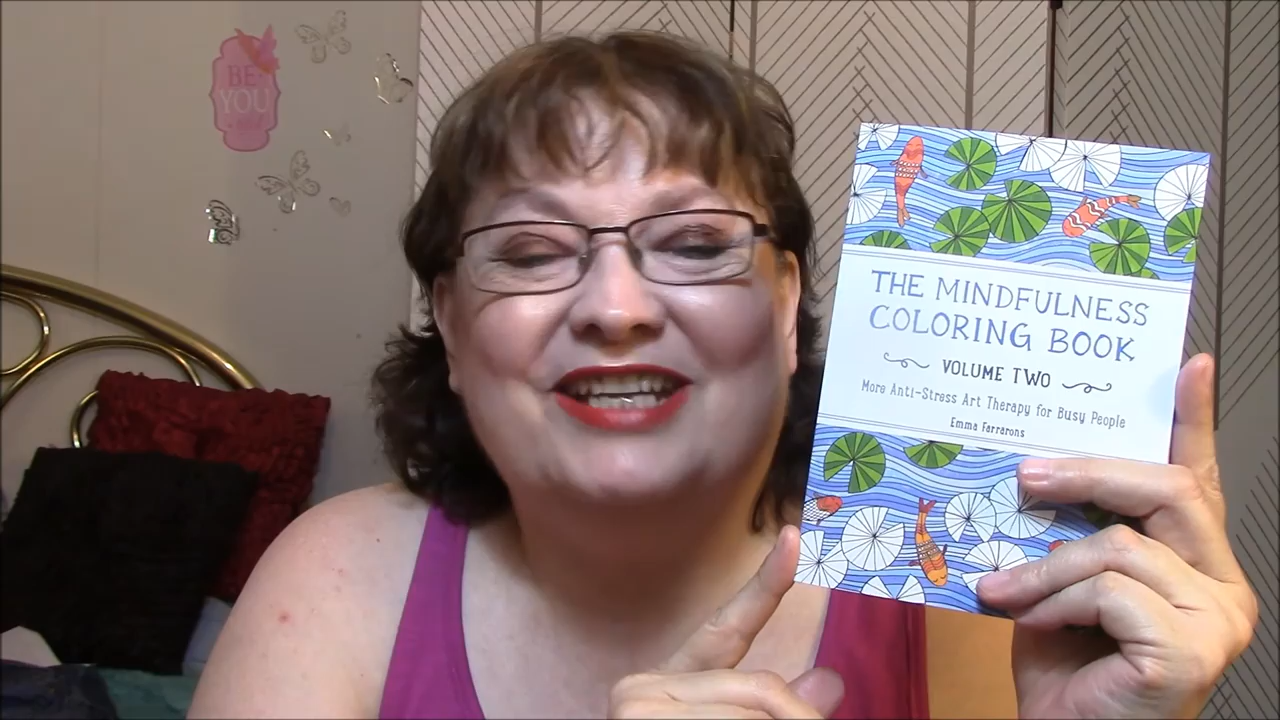 BE
YOU
THE MINDFULNESS
COLORING BOOK
VOLUME TWO
More Anti-Stress Art Therapy for Busy People
Emma Farrarons